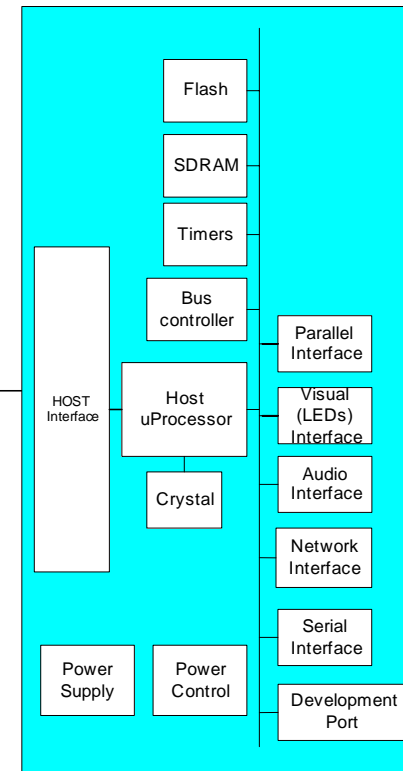 Flash
SDRAM
Timers
Bus
controller
Parallel
Interface
HOST
Interface
Host
uProcessor
Visual
(LEDs)
Interface
Crystal
Audio
Interface
Network
Interface
Serial
Interface
Power
Supply
Power
Control
Development
Port